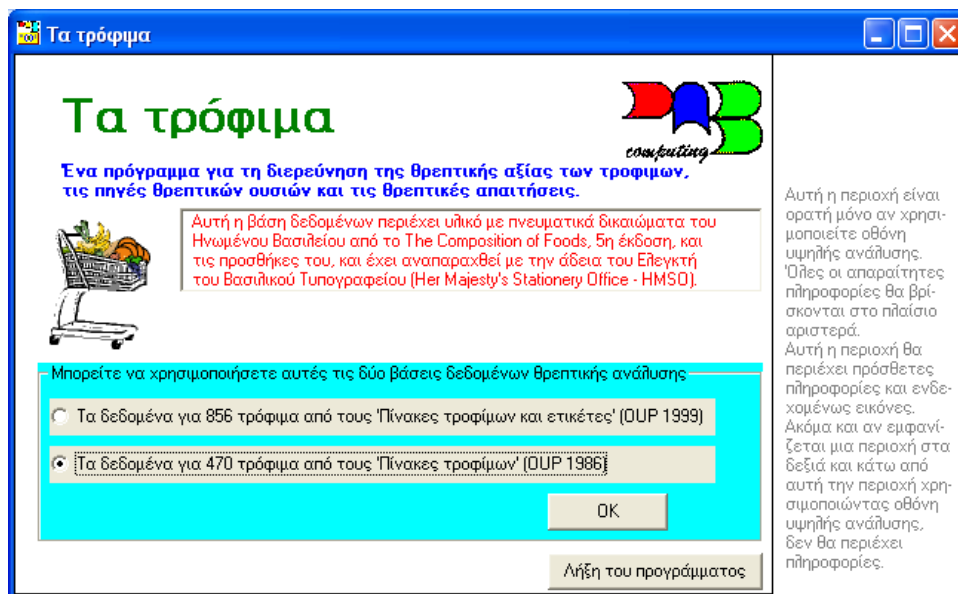 Τα τρόφιμα
Τα τρόφιμα
computing
Ένα πρόγραμμα για τη διερεύνηση της θρεπτικής αξίας των τροφιμων,
τις πηγές θρεπτικών ουσιών και τις θρεπτικές απαιτήσεις.
Αυτή η βάση δεδομένων περιέχει υλικό με πνευματικά δικαιώματα του
Ηνωμένου Βασιλείου από το The Composition of Foods, 5η έκδοση, και
τις προσθήκες του, και έχει αναπαραχθεί με την άδεια του Ελεγκτή
του Βασιλικού Τυπογραφείου (Her Majesty's Stationery Office - HMSO).
Μπορείτε να χρησιμοποιήσετε αυτές τις δύο βάσεις δεδομένων θρεπτικής ανάλυσης
Τα δεδομένα για 856 τρόφιμα από τους 'Πίνακες τροφίμων και ετικέτες' (OUP 1999)
Τα δεδομένα για 470 τρόφιμα από τους 'Πίνακες τροφίμων' (OUP 1986)
OK
Λήξη του προγράμματος
Αυτή η περιοχή είναι
ορατή μόνο αν χρησι-
μοποιείτε οθόνη
υψηλής ανάλυσης.
Όλες οι απαραίτητες
πληροφορίες θα βρί-
σκονται στο πλαίσιο
αριστερά.
Αυτή η περιοχή θα
περιέχει πρόσθετες
πληροφορίες και ενδε-
χομένως εικόνες.
Ακόμα και αν εμφανί-
ζεται μια περιοχή στα
δεξιά και κάτω από
αυτή την περιοχή χρη-
σιμοποιώντας οθόνη
υψηλής ανάλυσης,
δεν θα περιέχει
πληροφορίες.